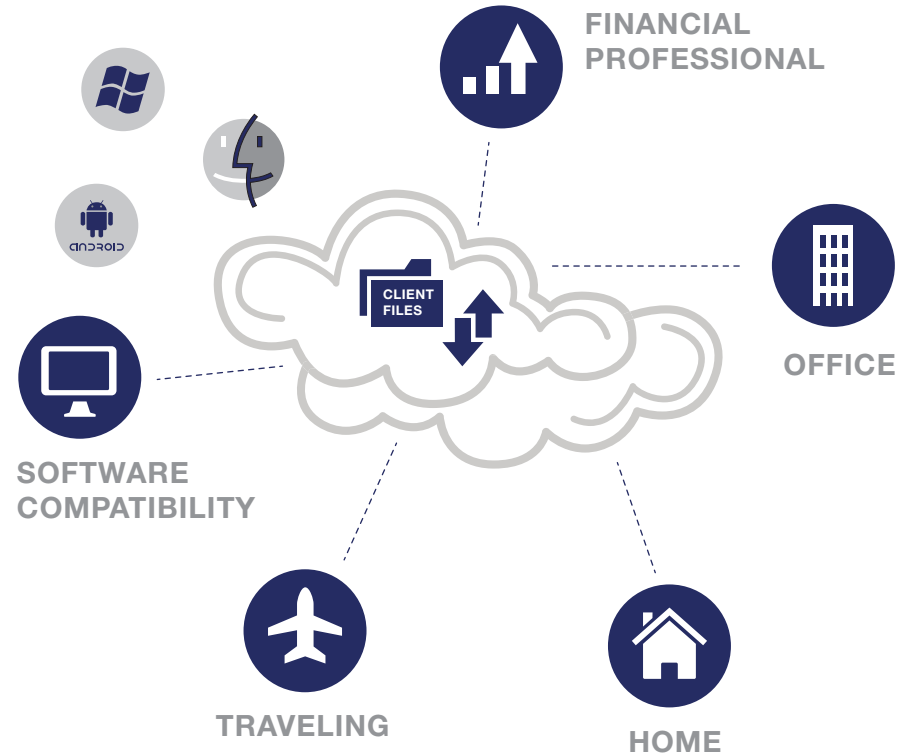 FINANCIAL
PROFESSIONAL
android
CLIENT
FILES
OFFICE
SOFTWARE
COMPATIBILITY
TRAVELING
HOME